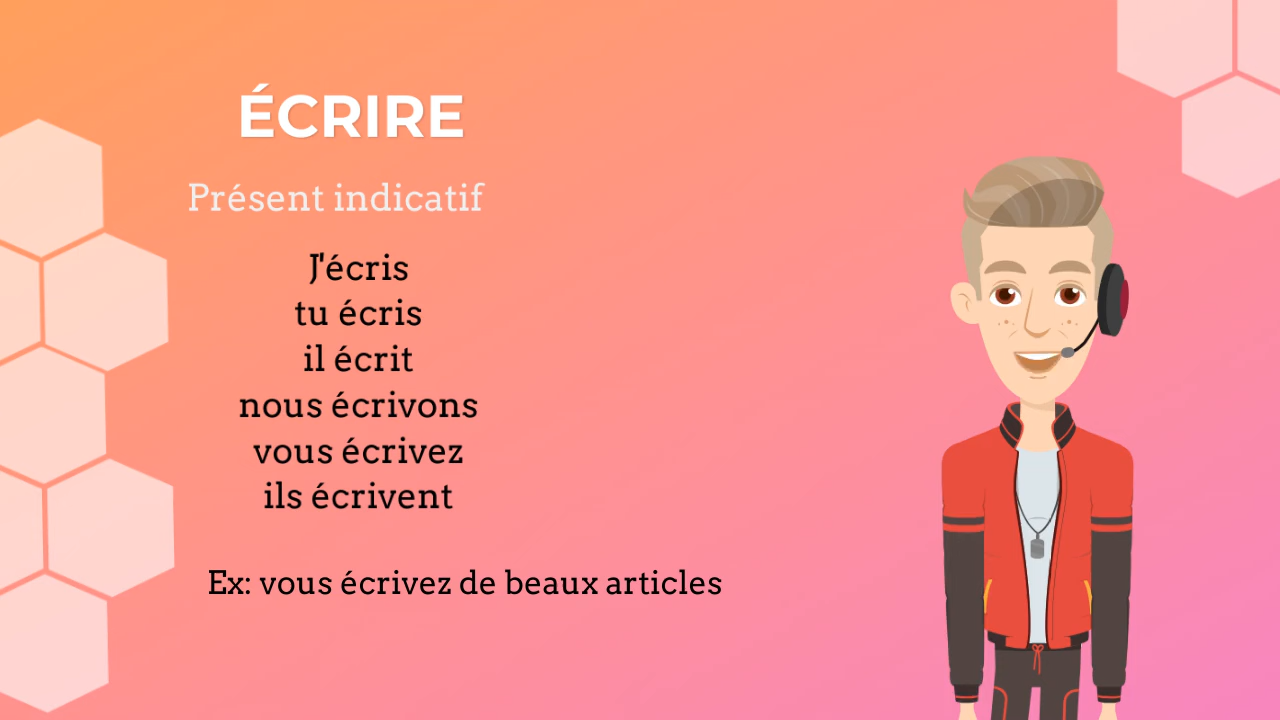 ÉCRIRE
Présent indicatif
J'écris
tu écris
il écrit
nous écrivons
vous écrivez
ils écrivent
Ex: vous écrivez de beaux articles